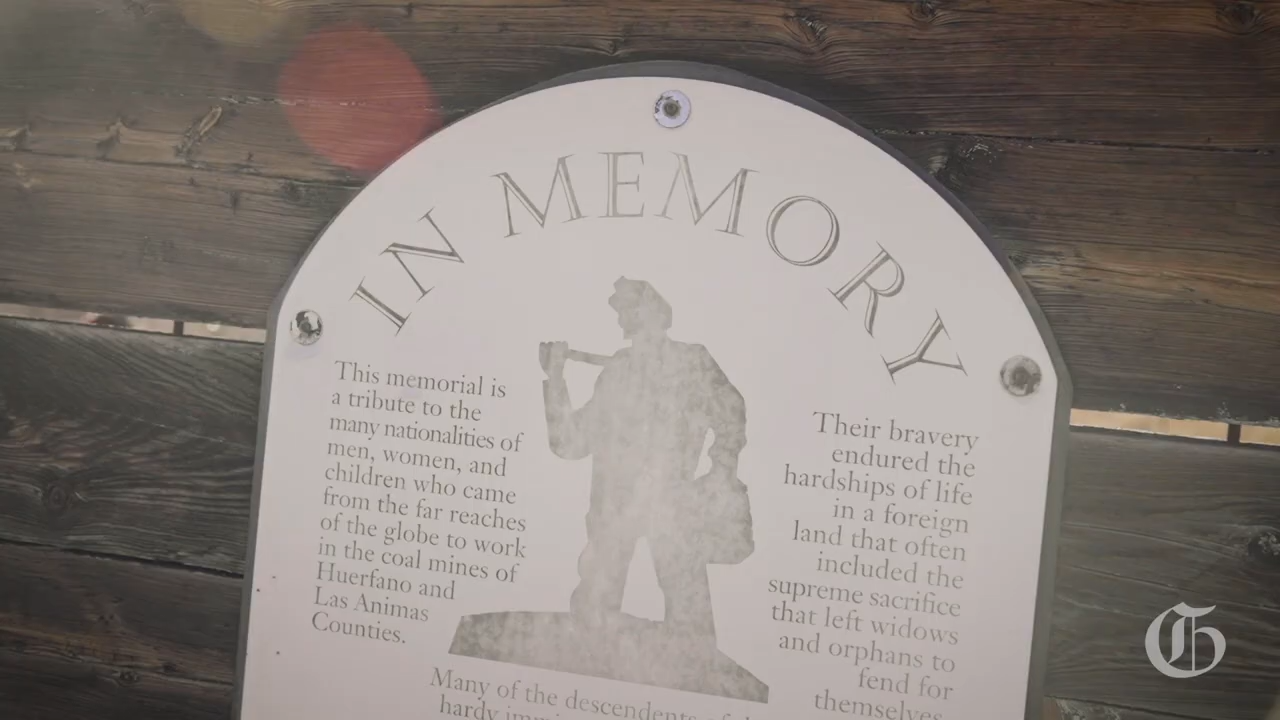 IN MEMORY
This memorial is
a tribute to the
many nationalities of
men, women, and
children who came
from the far reaches
of the globe to work
in the coal mines of
Huerfano and
Las Animas
Counties.
Their bravery
endured the
hardships of life
in a foreign
land that often
included the
supreme sacrifice
that left widows
and orphans to
fend for
themselves
Many of the descendents of
hardy
G